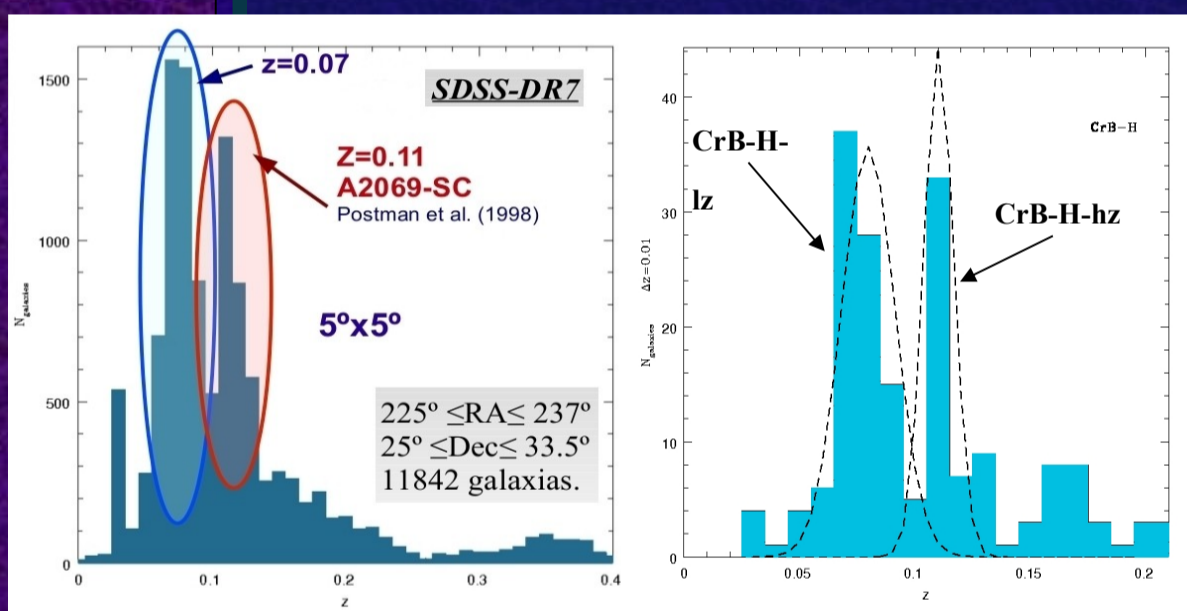 z=0.07
SDSS-DR7
Z=0.11
A2069-SC
Postman et al. (1998)
5ºx5º
225º ≤RA≤ 237º
25º ≤Dec≤ 33.5º
11842 galaxias.
1500
1000
500
0
N galaxies
0
0.1
0.2
0.3
0.4
z
CrB-H
CrB-H-
lz
CrB-H-hz
40
30
20
10
0
N galaxies Δz=0.01
0
0.05
0.1
0.15
0.2
z